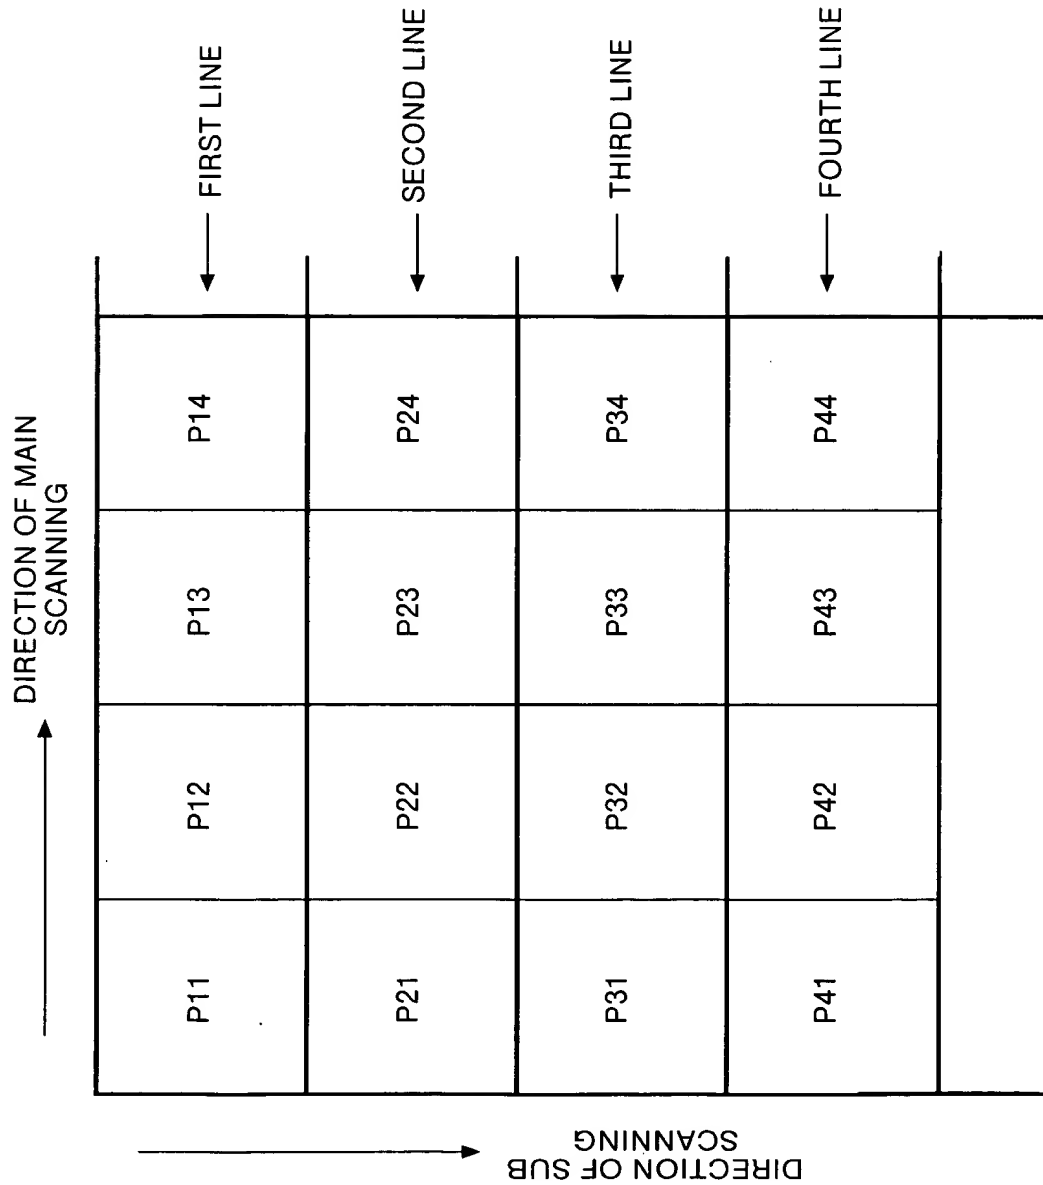 DIRECTION OF MAIN
SCANNING
DIRECTION OF SUB
SCANNING
P11 P12 P13 P14
FIRST LINE
P21 P22 P23 P24
SECOND LINE
P31 P32 P33 P34
THIRD LINE
P41 P42 P43 P44
FOURTH LINE